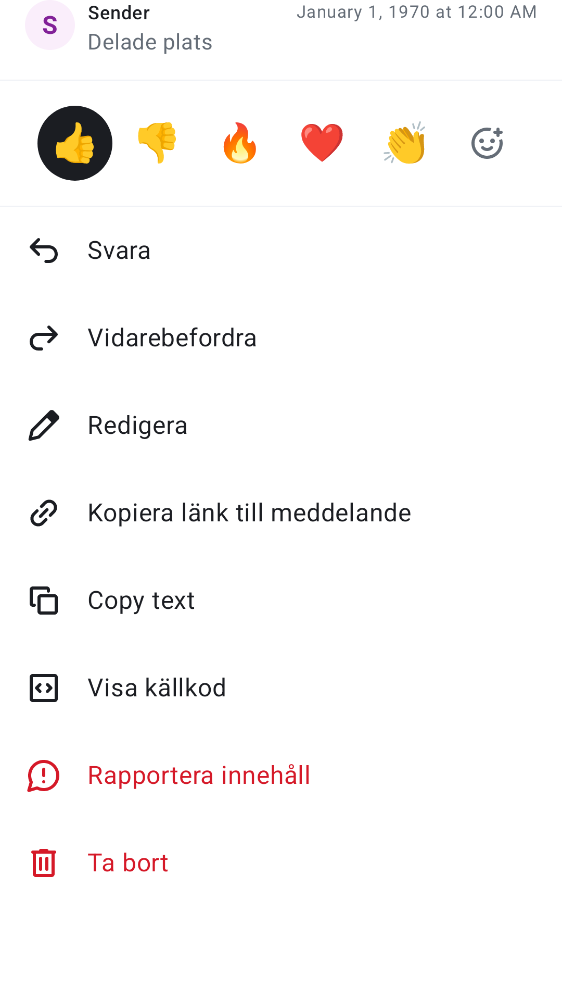 S
Sender
January 1, 1970 at 12:00 AM
Delade plats
Svara
Vidarebefordra
Redigera
Kopiera länk till meddelande
Copy text
Visa källkod
Rapportera innehåll
Ta bort